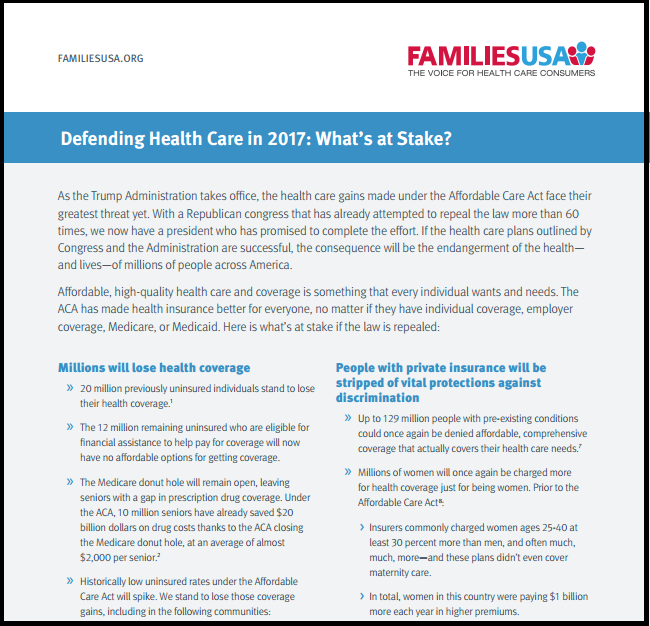 FAMILIESUSA.ORG
FAMILIESUSA
THE VOICE FOR HEALTH CARE CONSUMERS
Defending Health Care in 2017: What's at Stake?
As the Trump Administration takes office, the health care gains made under the Affordable Care Act face their
greatest threat yet. With a Republican congress that has already attempted to repeal the law more than 60
times, we now have a president who has promised to complete the effort. If the health care plans outlined by
Congress and the Administration are successful, the consequence will be the endangerment of the health—
and lives—of millions of people across America.
Affordable, high-quality health care and coverage is something that every individual wants and needs. The
ACA has made health insurance better for everyone, no matter if they have individual coverage, employer
coverage, Medicare, or Medicaid. Here is what's at stake if the law is repealed:
Millions will lose health coverage
» 20 million previously uninsured individuals stand to lose
their health coverage.¹
» The 12 million remaining uninsured who are eligible for
financial assistance to help pay for coverage will now
have no affordable options for getting coverage.
» The Medicare donut hole will remain open, leaving
seniors with a gap in prescription drug coverage. Under
the ACA, 10 million seniors have already saved $20
billion dollars on drug costs thanks to the ACA closing
the Medicare donut hole, at an average of almost
$2,000 per senior.²
» Historically low uninsured rates under the Affordable
Care Act will spike. We stand to lose those coverage
gains, including in the following communities:
People with private insurance will be
stripped of vital protections against
discrimination
» Up to 129 million people with pre-existing conditions
could once again be denied affordable, comprehensive
coverage that actually covers their health care needs.⁷
» Millions of women will once again be charged more
for health coverage just for being women. Prior to the
Affordable Care Act⁸:
› Insurers commonly charged women ages 25-40 at
least 30 percent more than men, and often much,
much, more—and these plans didn't even cover
maternity care.
› In total, women in this country were paying $1 billion
more each year in higher premiums.